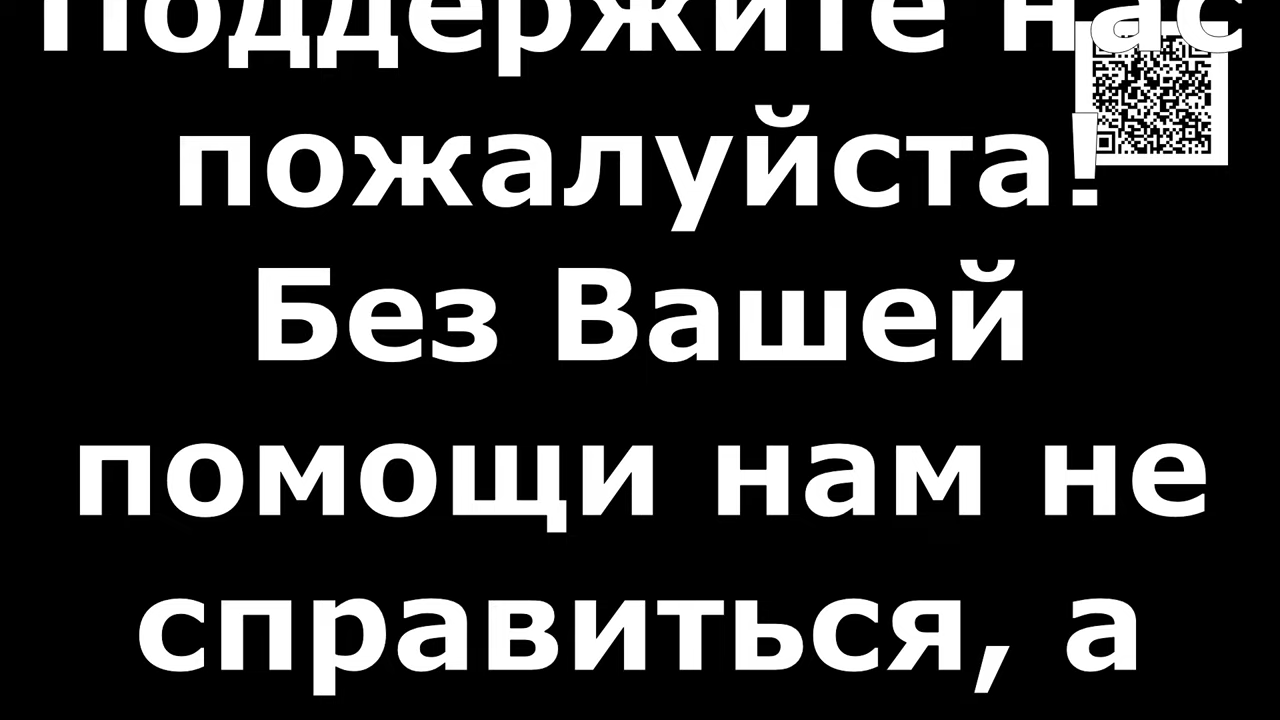 Поддержите нас
пожалуйста!
Без Вашей
помощи нам не
справиться, а